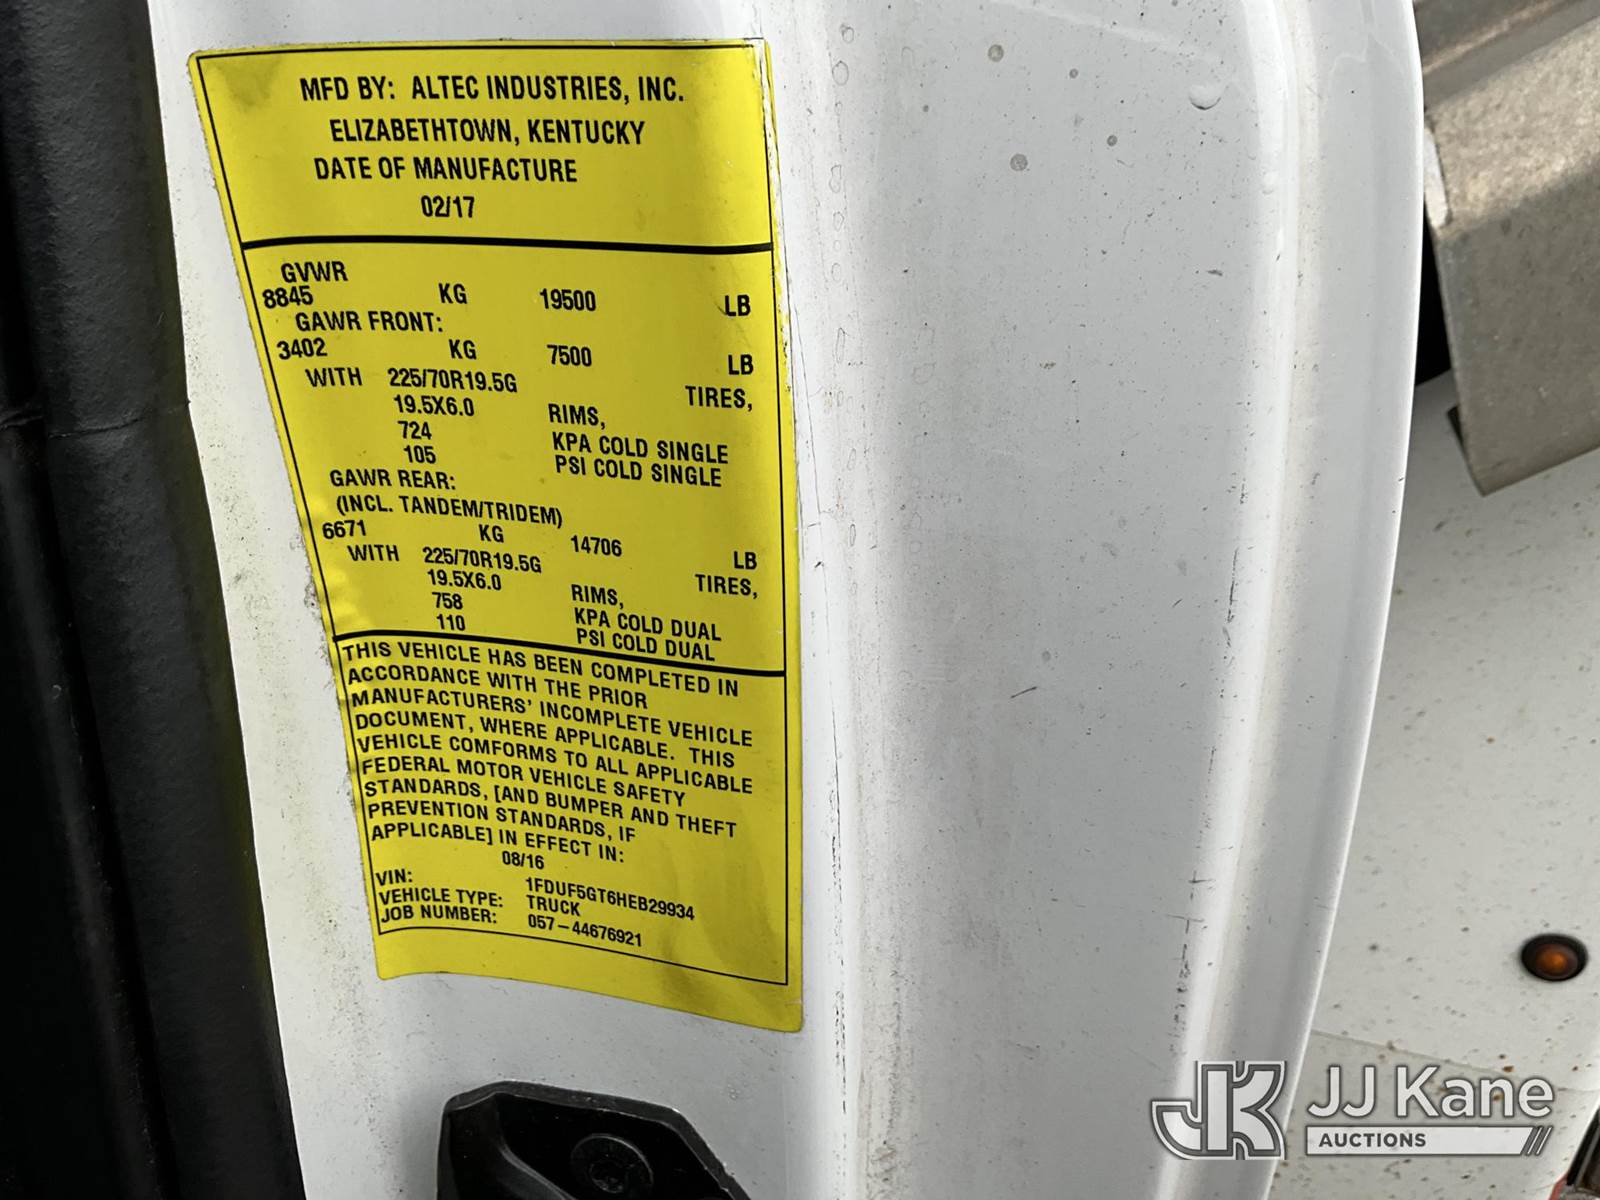 MFD BY: ALTEC INDUSTRIES, INC.
ELIZABETHTOWN, KENTUCKY
DATE OF MANUFACTURE
02/17
GVWR
8845 KG 19500 LB
GAWR FRONT:
3402 KG 7500 LB
WITH 225/70R19.5G TIRES,
19.5X6.0 RIMS,
724 KPA COLD SINGLE
105 PSI COLD SINGLE
GAWR REAR:
(INCL. TANDEM/TRIDEM)
6671 KG 14706 LB
WITH 225/70R19.5G TIRES,
19.5X6.0 RIMS,
758 KPA COLD DUAL
110 PSI COLD DUAL
THIS VEHICLE HAS BEEN COMPLETED IN
ACCORDANCE WITH THE PRIOR
MANUFACTURERS' INCOMPLETE VEHICLE
DOCUMENT, WHERE APPLICABLE. THIS
VEHICLE COMFORMS TO ALL APPLICABLE
FEDERAL MOTOR VEHICLE SAFETY
STANDARDS, [AND BUMPER AND THEFT
PREVENTION STANDARDS, IF
APPLICABLE] IN EFFECT IN:
08/16
VIN: 1FDUF5GT6HEB29934
VEHICLE TYPE: TRUCK
JOB NUMBER: 057-44676921
JK JJ Kane
AUCTIONS